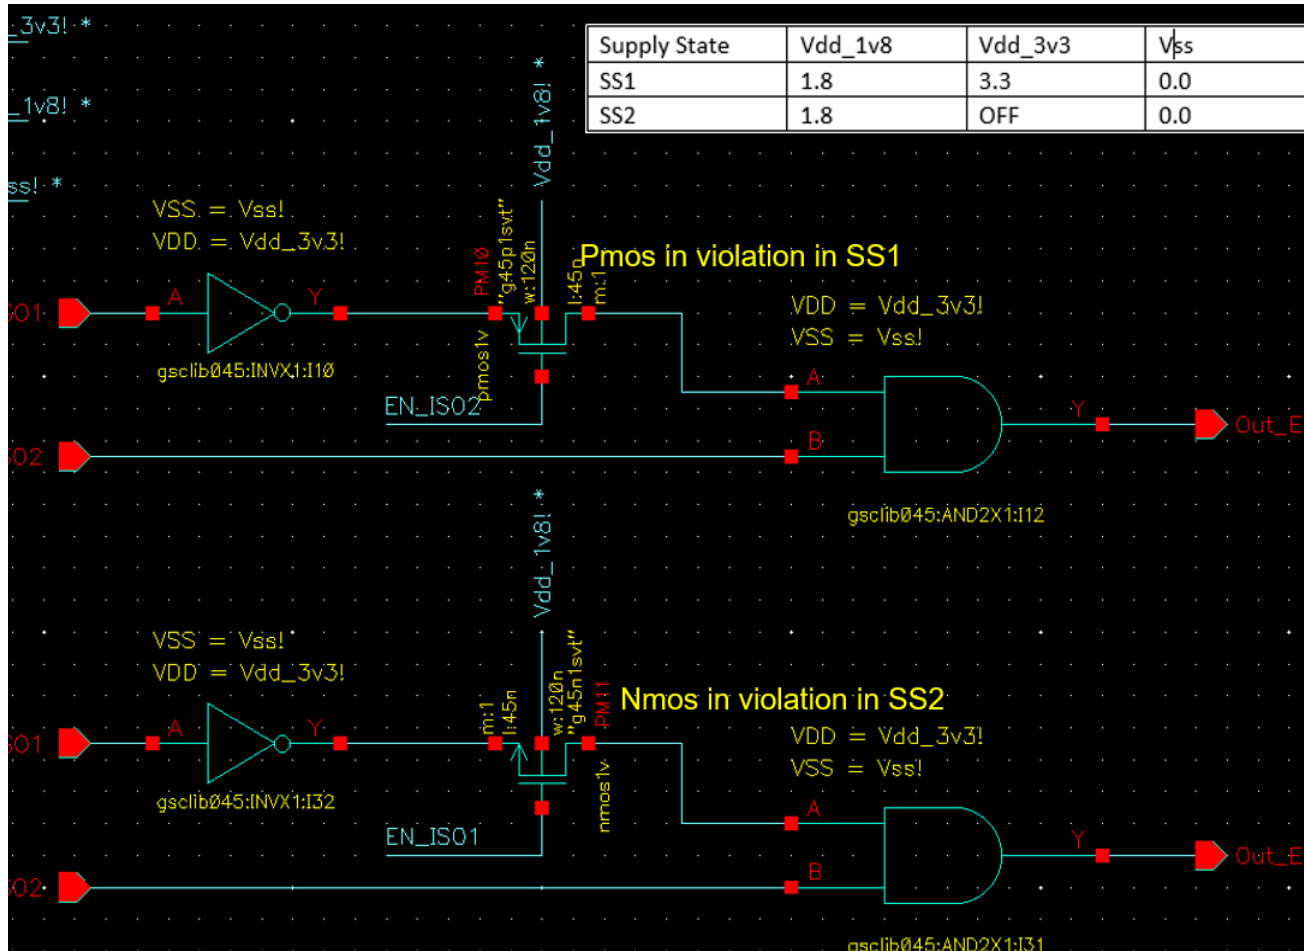 _3v3! *
_1v8! *
ss! *
Supply State Vdd_1v8 Vdd_3v3 Vss
SS1 1.8 3.3 0.0
SS2 1.8 OFF 0.0
Vdd_1v8! *
VSS = Vss!
VDD = Vdd_3v3!
PM10
"g45p1svt"
w:120n
l:45n
m:1
pmos1v
Pmos in violation in SS1
VDD = Vdd_3v3!
VSS = Vss!
SO1
A
Y
gsclib045:INVX1:I10
EN_ISO2
A
Y
Out_E
SO2
B
gsclib045:AND2X1:I12
Vdd_1v8! *
VSS = Vss!
VDD = Vdd_3v3!
m:1
l:45n
w:120n
"g45n1svt"
PM11
nmos1v
Nmos in violation in SS2
VDD = Vdd_3v3!
VSS = Vss!
SO1
A
Y
gsclib045:INVX1:I32
EN_ISO1
A
Y
Out_E
SO2
B
gsclib045:AND2X1:I31